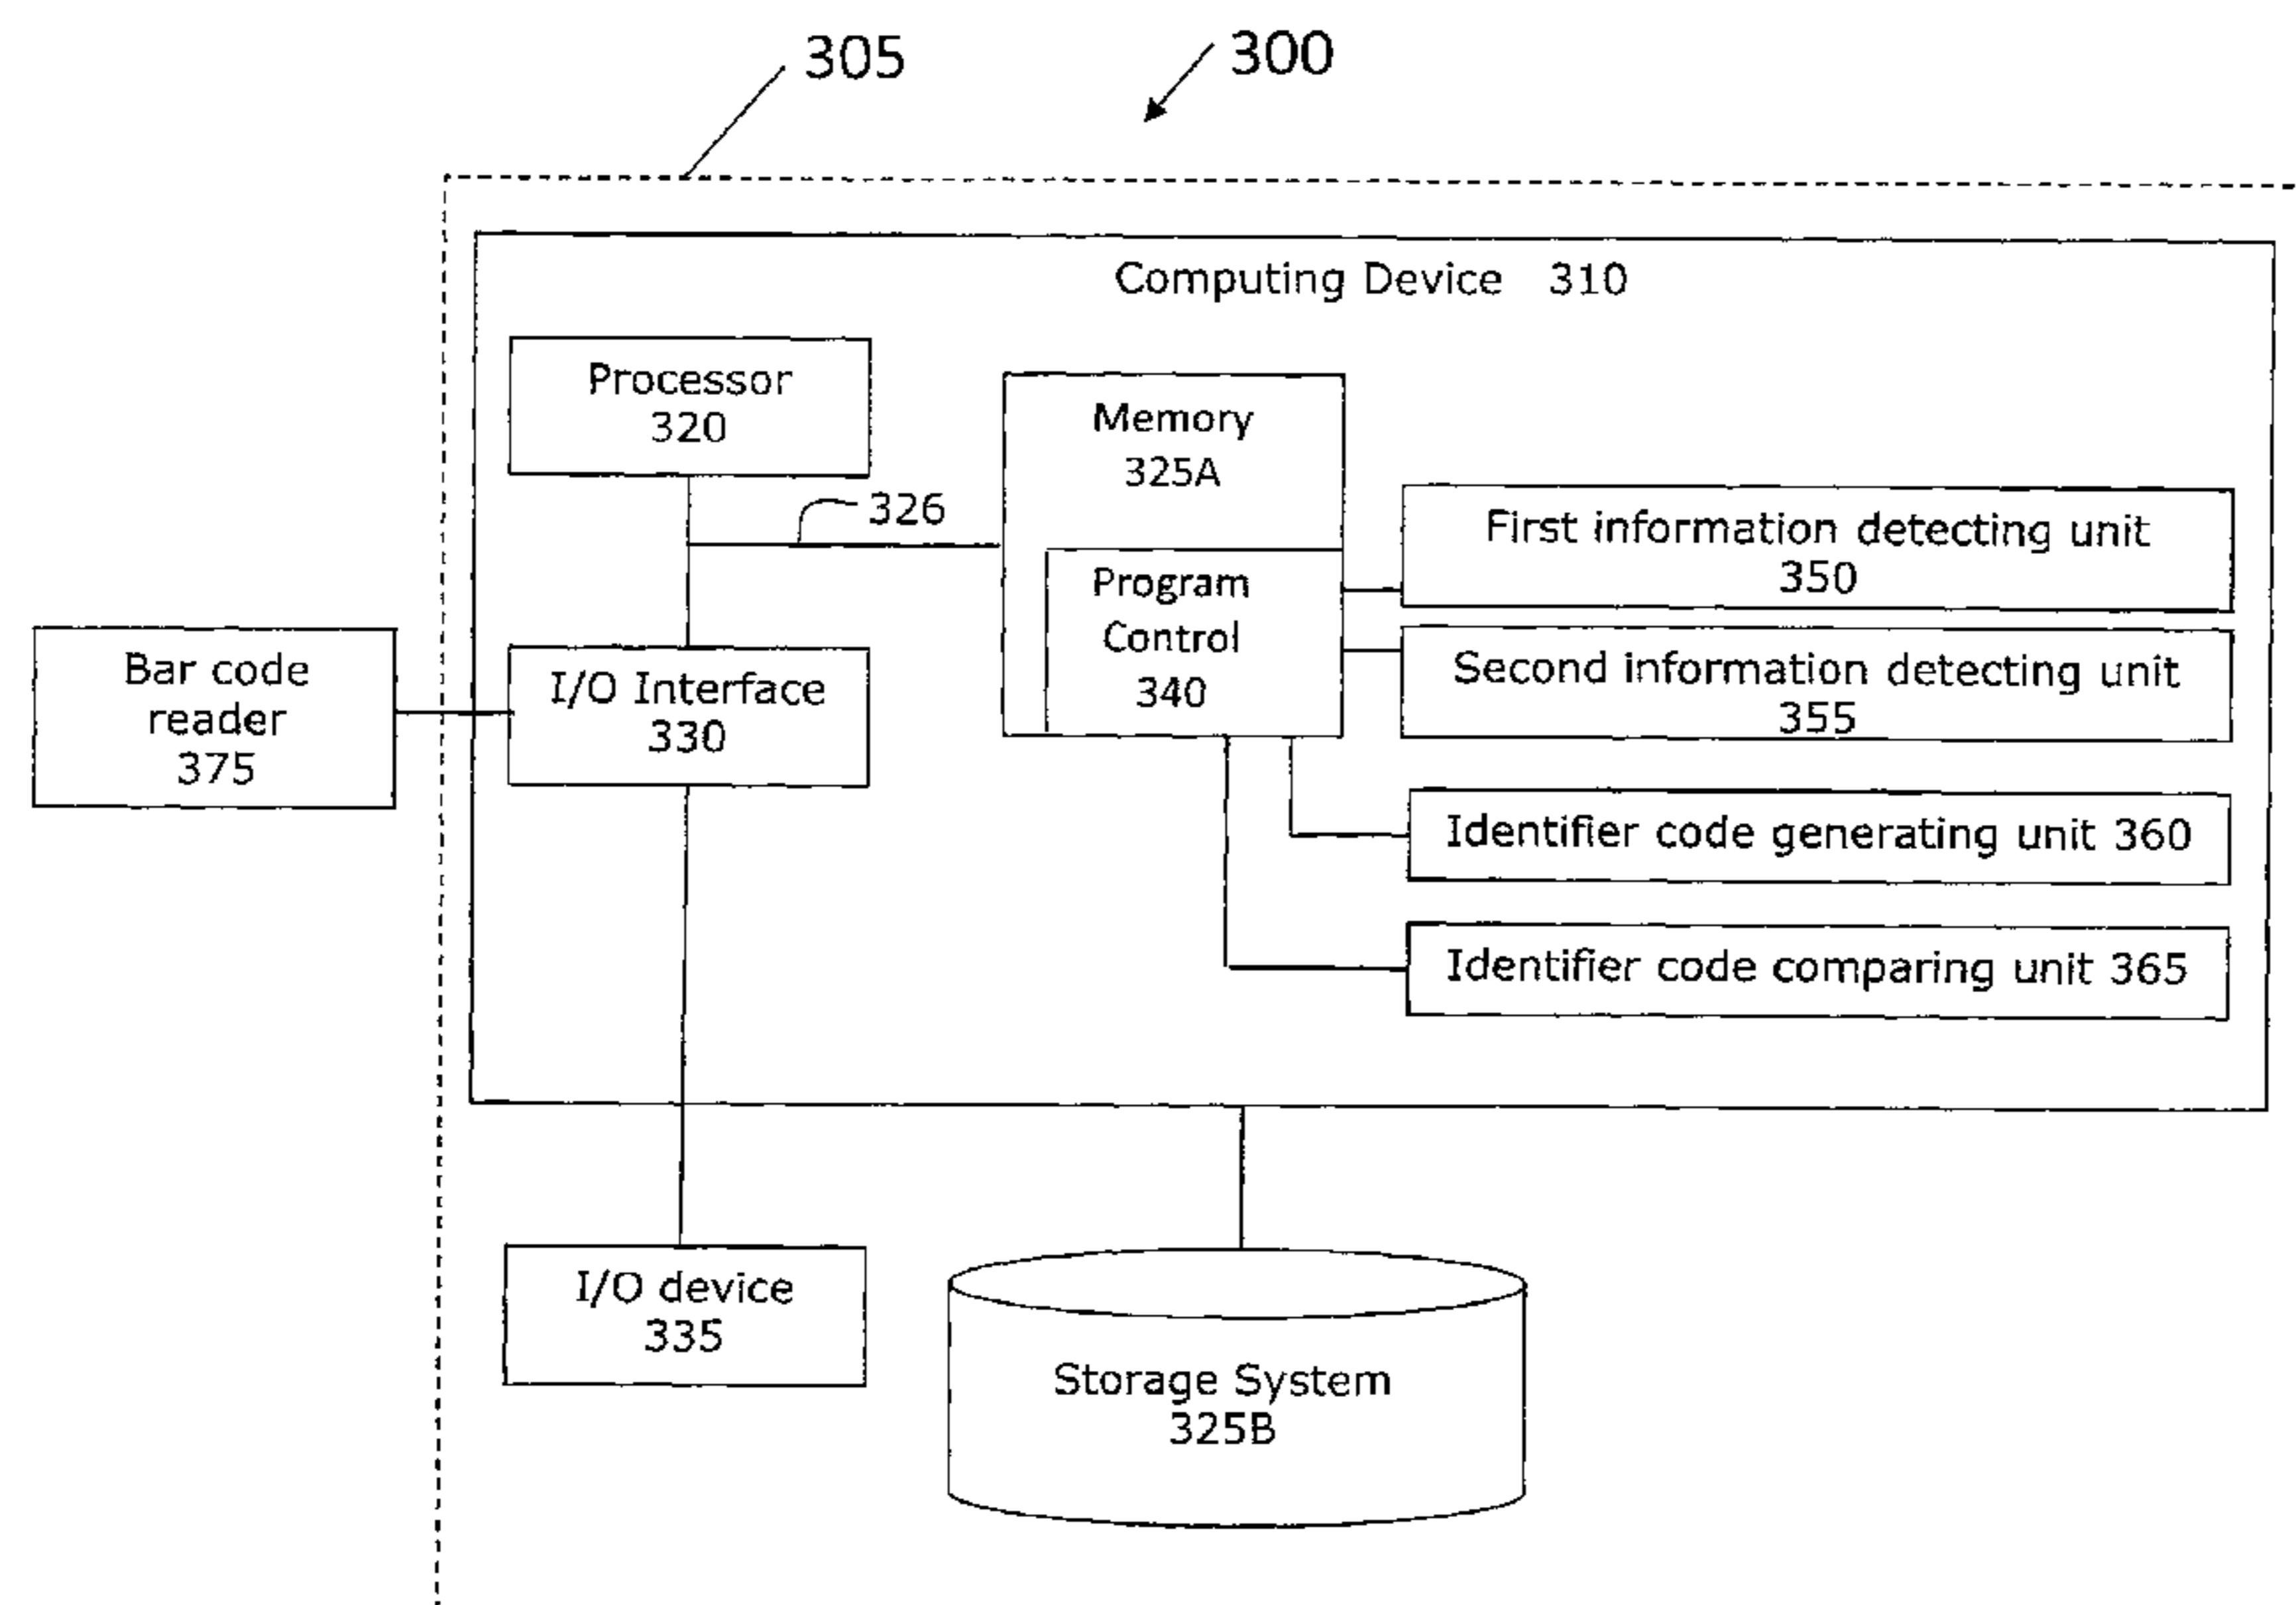 305
300
Computing Device 310
Processor
320
Memory
325A
326
First information detecting unit
350
Program
Control
340
Second information detecting unit
355
Bar code
reader
375
I/O Interface
330
Identifier code generating unit 360
Identifier code comparing unit 365
I/O device
335
Storage System
325B